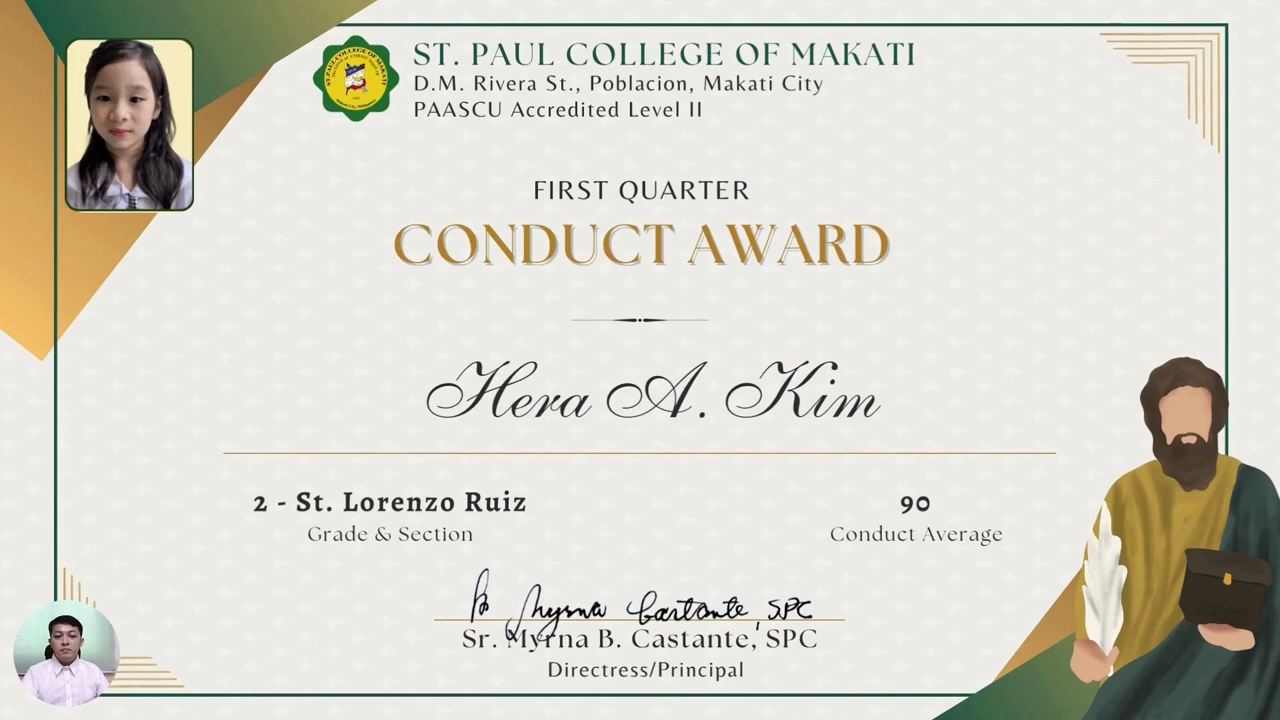 ST. PAUL COLLEGE OF MAKATI
D.M. Rivera St., Poblacion, Makati City
PAASCU Accredited Level II
FIRST QUARTER
CONDUCT AWARD
Hera A. Kim
2 - St. Lorenzo Ruiz
Grade & Section
90
Conduct Average
Myrna Castante, SPC
Sr. Myrna B. Castante, SPC
Directress/Principal